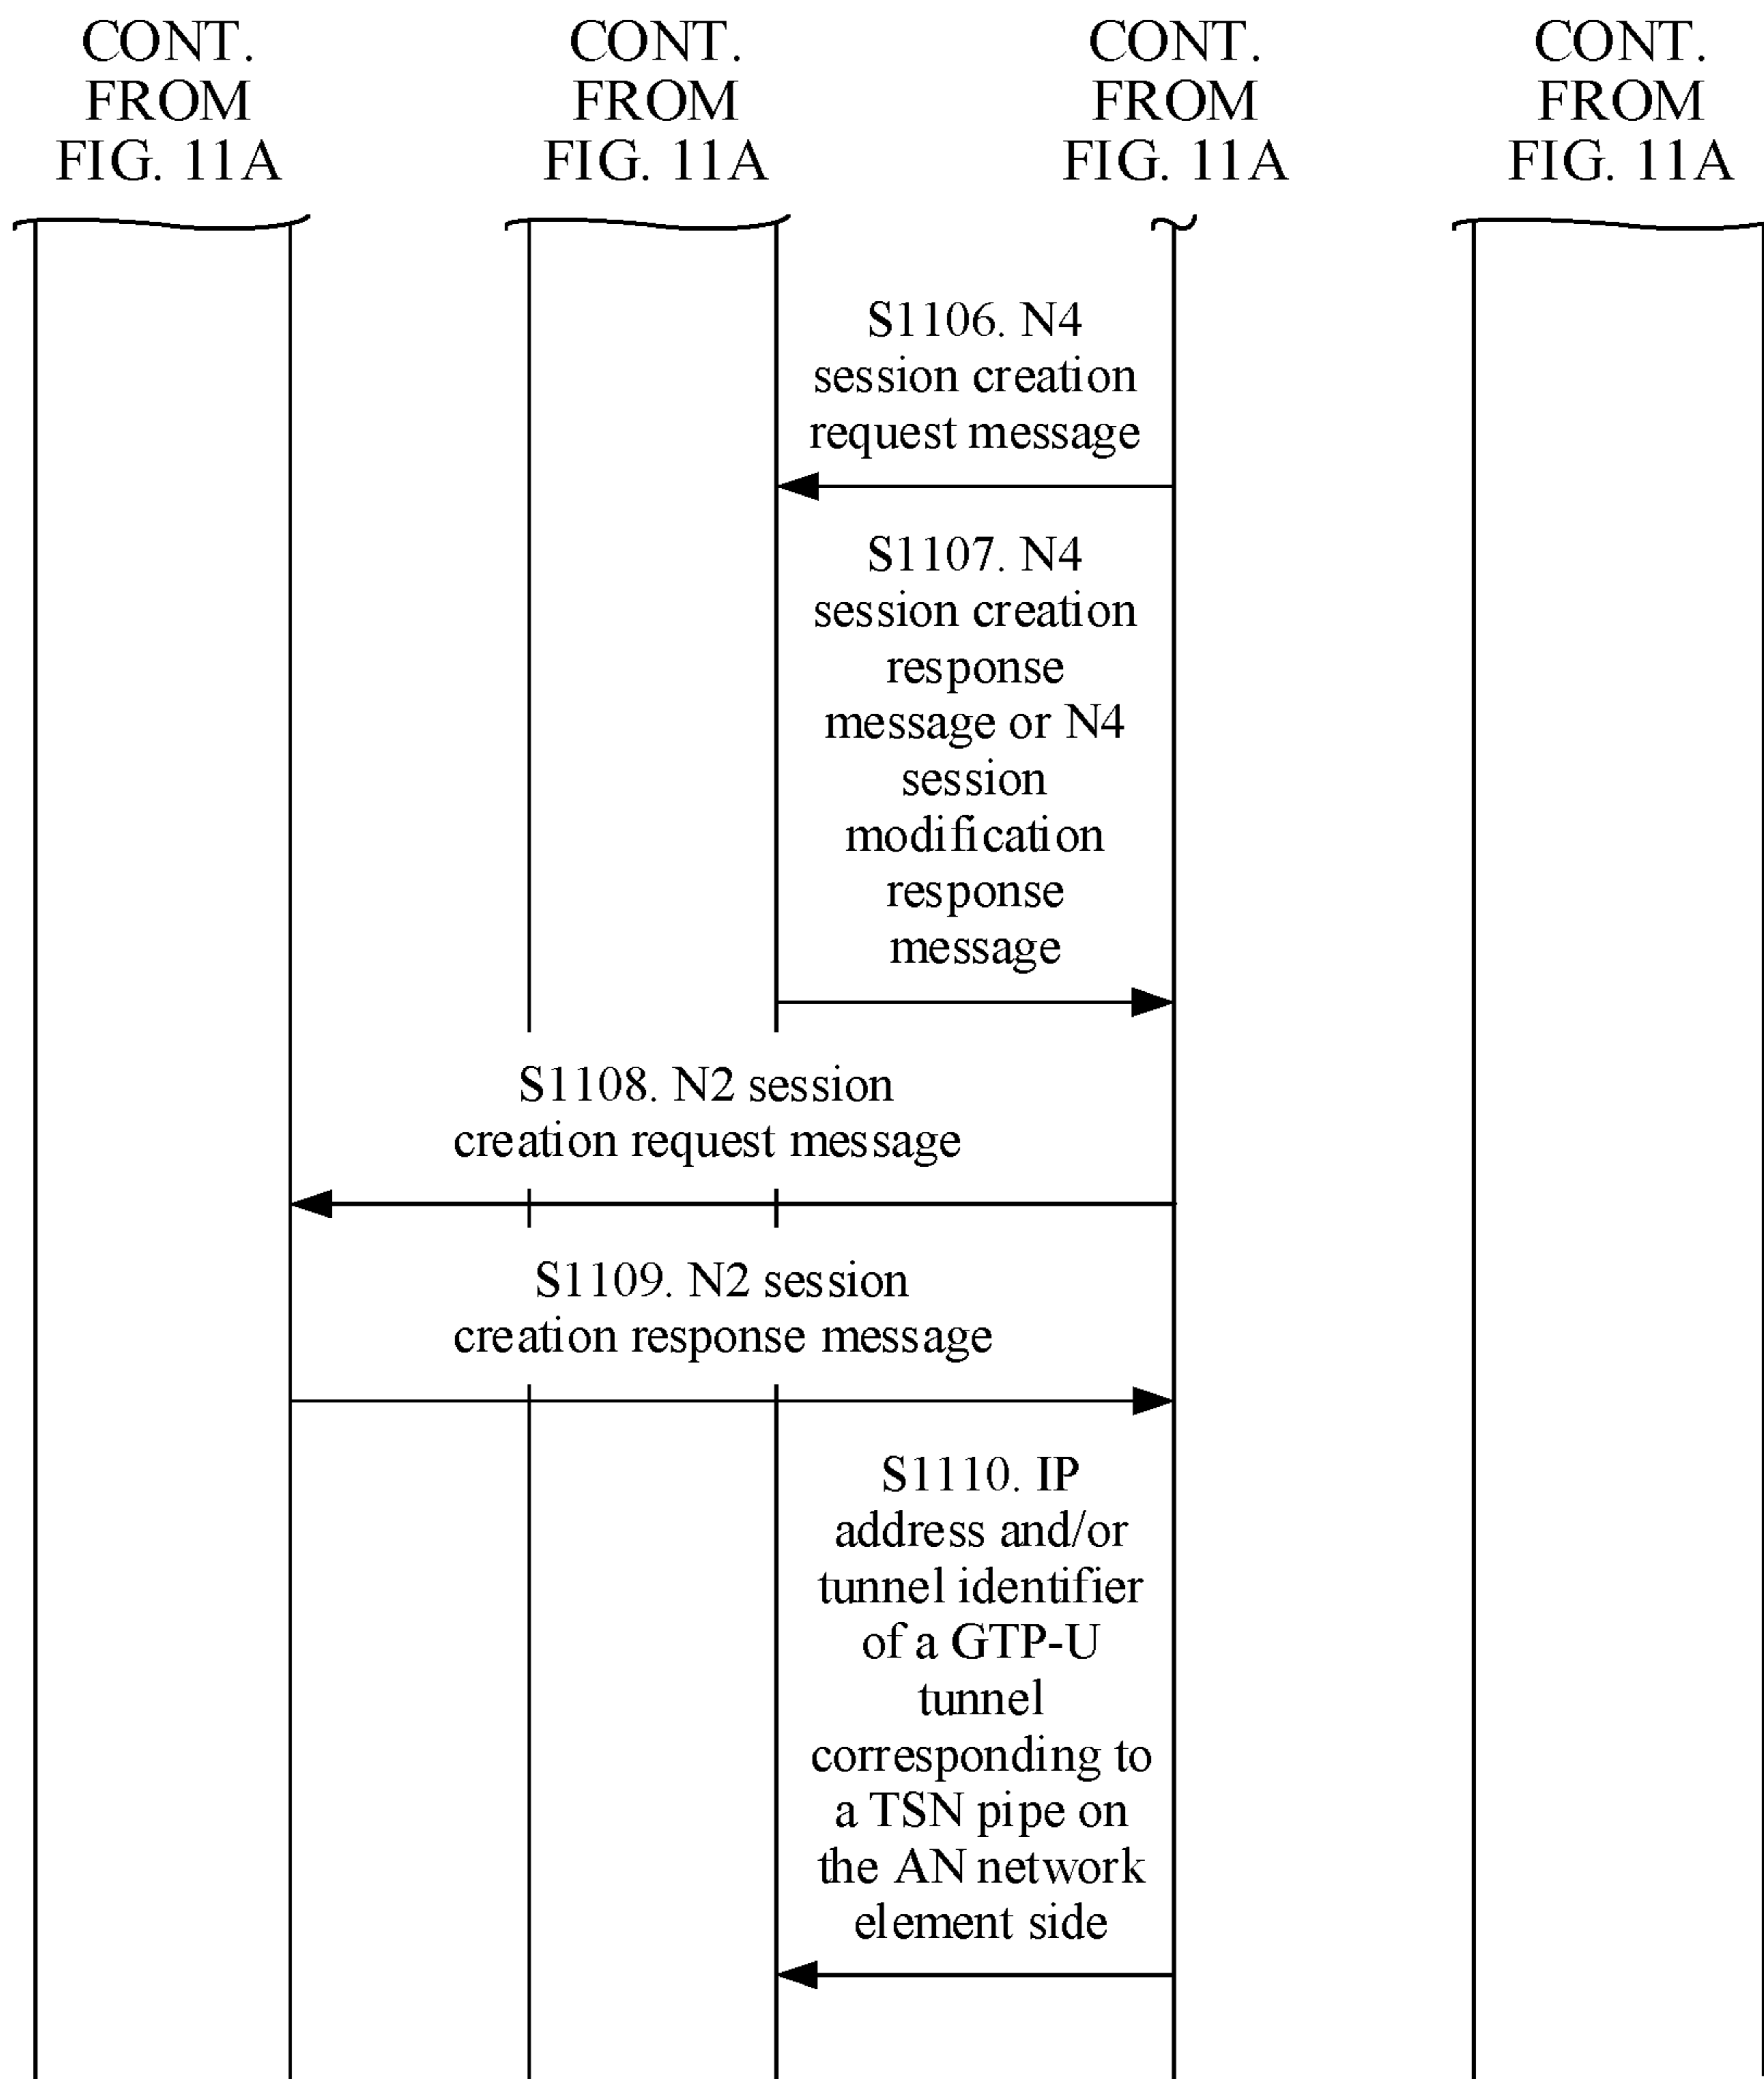 CONT.
FROM
FIG. 11A
CONT.
FROM
FIG. 11A
CONT.
FROM
FIG. 11A
CONT.
FROM
FIG. 11A
S1106. N4
session creation
request message
S1107. N4
session creation
response
message or N4
session
modification
response
message
S1108. N2 session
creation request message
S1109. N2 session
creation response message
S1110. IP
address and/or
tunnel identifier
of a GTP-U
tunnel
corresponding to
a TSN pipe on
the AN network
element side